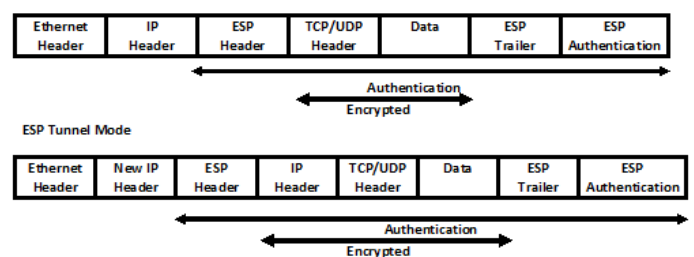 Ethernet Header IP Header ESP Header TCP/UDP Header Data ESP Trailer ESP Authentication
Authentication
Encrypted
ESP Tunnel Mode
Ethernet Header New IP Header ESP Header IP Header TCP/UDP Header Data ESP Trailer ESP Authentication
Authentication
Encrypted